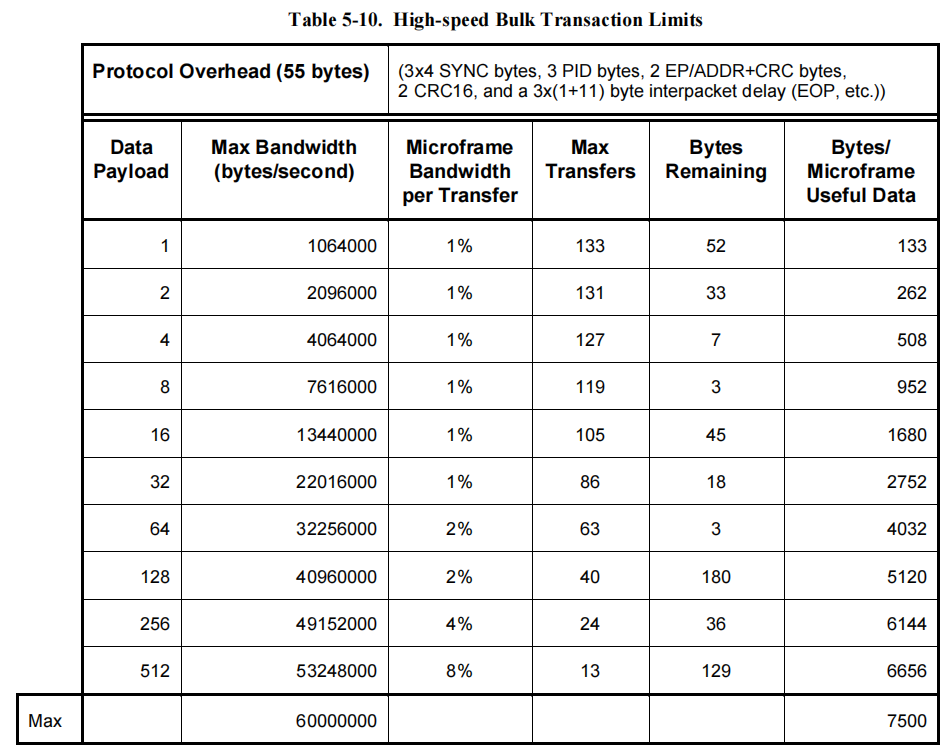 Table 5-10. High-speed Bulk Transaction Limits
Protocol Overhead (55 bytes) (3x4 SYNC bytes, 3 PID bytes, 2 EP/ADDR+CRC bytes,
2 CRC16, and a 3x(1+11) byte interpacket delay (EOP, etc.))
Data Max Bandwidth Microframe Max Bytes Bytes/
Payload (bytes/second) Bandwidth Transfers Remaining Microframe
per Transfer Useful Data
1 1064000 1% 133 52 133
2 2096000 1% 131 33 262
4 4064000 1% 127 7 508
8 7616000 1% 119 3 952
16 13440000 1% 105 45 1680
32 22016000 1% 86 18 2752
64 32256000 2% 63 3 4032
128 40960000 2% 40 180 5120
256 49152000 4% 24 36 6144
512 53248000 8% 13 129 6656
Max 60000000 7500